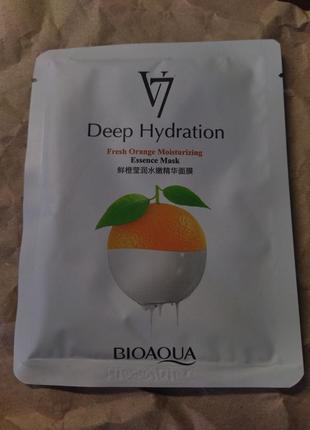 V7
Deep Hydration
Fresh Orange Moisturizing
Essence Mask
鲜橙莹润水嫩精华面膜
BIOAQUA